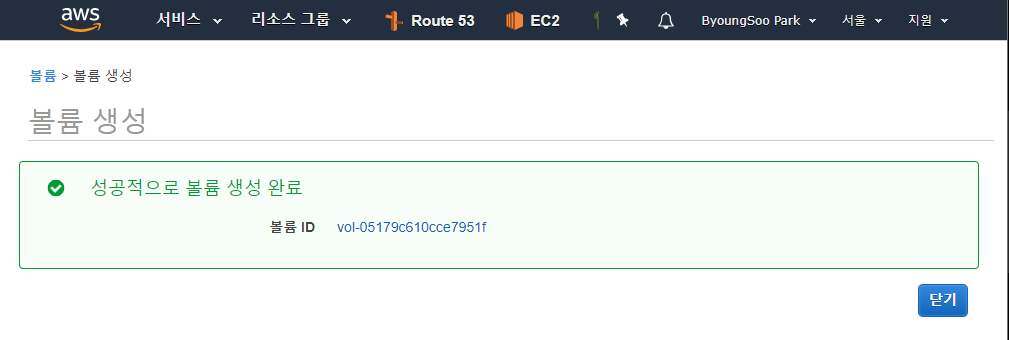 aws 서비스 리소스 그룹 Route 53 EC2 ByoungSoo Park 서울 지원
볼륨 > 볼륨 생성
볼륨 생성
성공적으로 볼륨 생성 완료
볼륨 ID vol-05179c610cce7951f
닫기